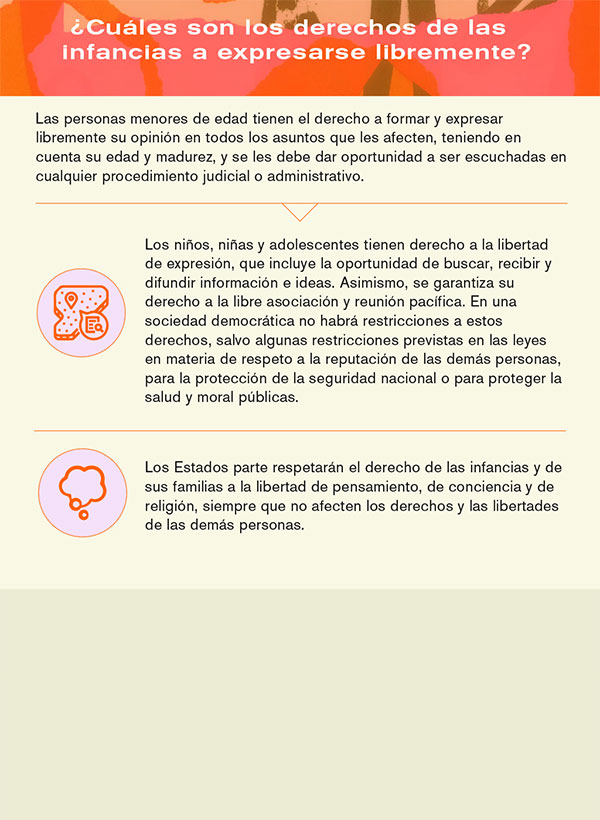 ¿Cuáles son los derechos de las
infancias a expresarse libremente?
Las personas menores de edad tienen el derecho a formar y expresar
libremente su opinión en todos los asuntos que les afecten, teniendo en
cuenta su edad y madurez, y se les debe dar oportunidad a ser escuchadas en
cualquier procedimiento judicial o administrativo.
Los niños, niñas y adolescentes tienen derecho a la libertad
de expresión, que incluye la oportunidad de buscar, recibir y
difundir información e ideas. Asimismo, se garantiza su
derecho a la libre asociación y reunión pacífica. En una
sociedad democrática no habrá restricciones a estos
derechos, salvo algunas restricciones previstas en las leyes
en materia de respeto a la reputación de las demás personas,
para la protección de la seguridad nacional o para proteger la
salud y moral públicas.
Los Estados parte respetarán el derecho de las infancias y de
sus familias a la libertad de pensamiento, de conciencia y de
religión, siempre que no afecten los derechos y las libertades
de las demás personas.